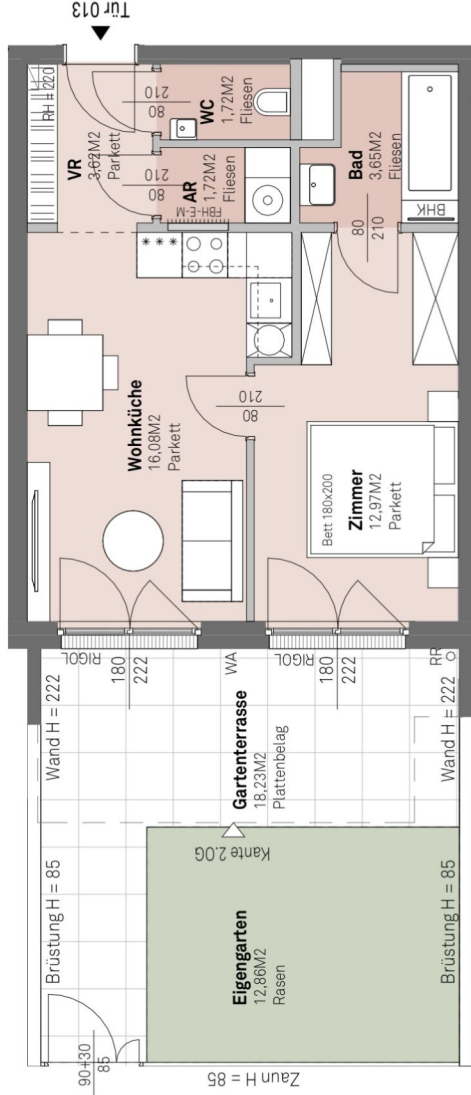 Tür 013
RH = 220
VR
3,62M2
Parkett
80
210
WC
1,72M2
Fliesen
80
210
AR
1,72M2
Fliesen
FBH-E-M
Bad
3,65M2
Fliesen
BHK
80
210
Wohnküche
16,08M2
Parkett
80
210
Bett 180x200
Zimmer
12,97M2
Parkett
RIGOL
180
222
WA
RIGOL
180
222
RR
Wand H = 222
Wand H = 222
Gartenterrasse
18,23M2
Plattenbelag
Kante 2.OG
Brüstung H = 85
Brüstung H = 85
Eigengarten
12,86M2
Rasen
90+30
85
Zaun H = 85